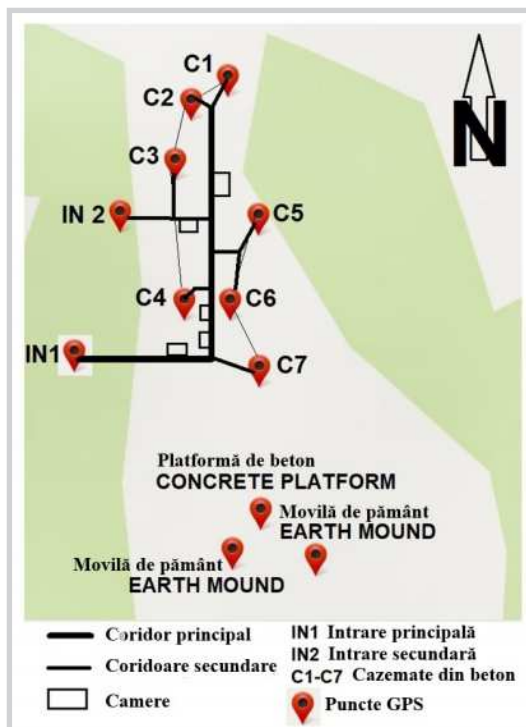 C1
C2
C3
N
IN 2
C5
C4
C6
IN1
C7
Platformă de beton
CONCRETE PLATFORM
Movilă de pământ
EARTH MOUND
Movilă de pământ
EARTH MOUND
Coridor principal
Coridoare secundare
Camere
IN1 Intrare principală
IN2 Intrare secundară
C1-C7 Cazemate din beton
Puncte GPS